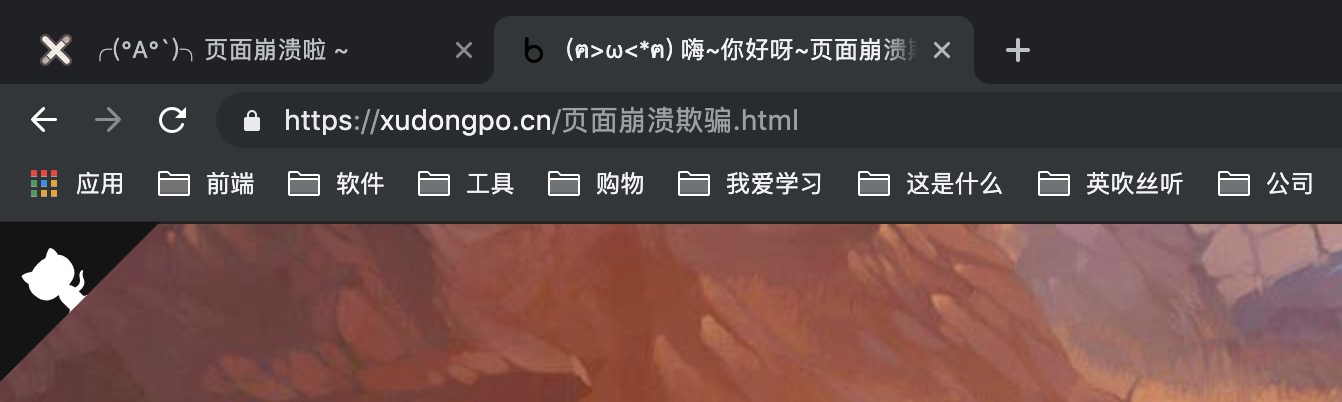 ╭(°A°`)╮ 页面崩溃啦 ~
(ฅ>ω<*ฅ) 嗨~你好呀~页面崩溃
https://xudongpo.cn/页面崩溃欺骗.html
应用 前端 软件 工具 购物 我爱学习 这是什么 英吹丝听 公司